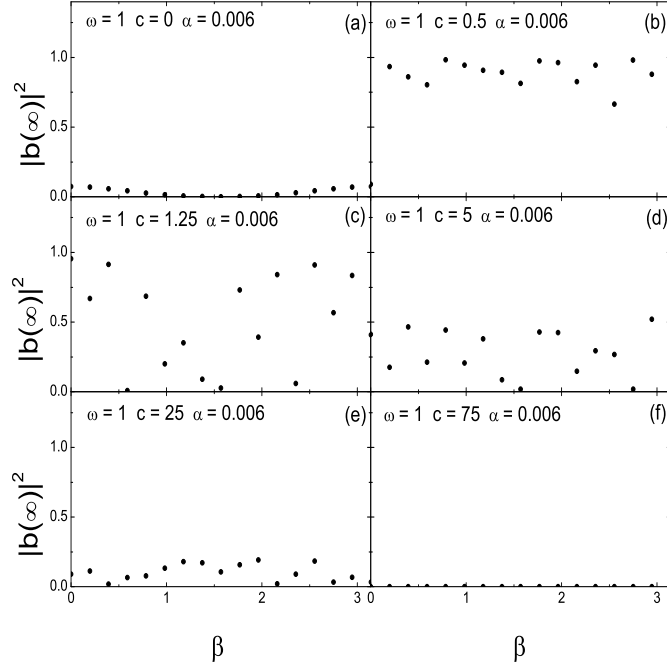 ω = 1 c = 0 α = 0.006 (a)
ω = 1 c = 0.5 α = 0.006 (b)
1.0
0.5
0.0
|b(∞)|²
ω = 1 c = 1.25 α = 0.006 (c)
ω = 1 c = 5 α = 0.006 (d)
1.0
0.5
0.0
|b(∞)|²
ω = 1 c = 25 α = 0.006 (e)
ω = 1 c = 75 α = 0.006 (f)
1.0
0.5
0.0
|b(∞)|²
0 1 2 3 0 1 2 3
β β